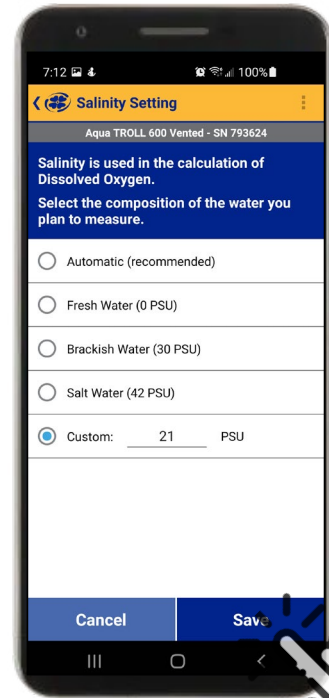 7:12 100%
Salinity Setting
Aqua TROLL 600 Vented - SN 793624
Salinity is used in the calculation of
Dissolved Oxygen.
Select the composition of the water you
plan to measure.
Automatic (recommended)
Fresh Water (0 PSU)
Brackish Water (30 PSU)
Salt Water (42 PSU)
Custom: 21 PSU
Cancel Save